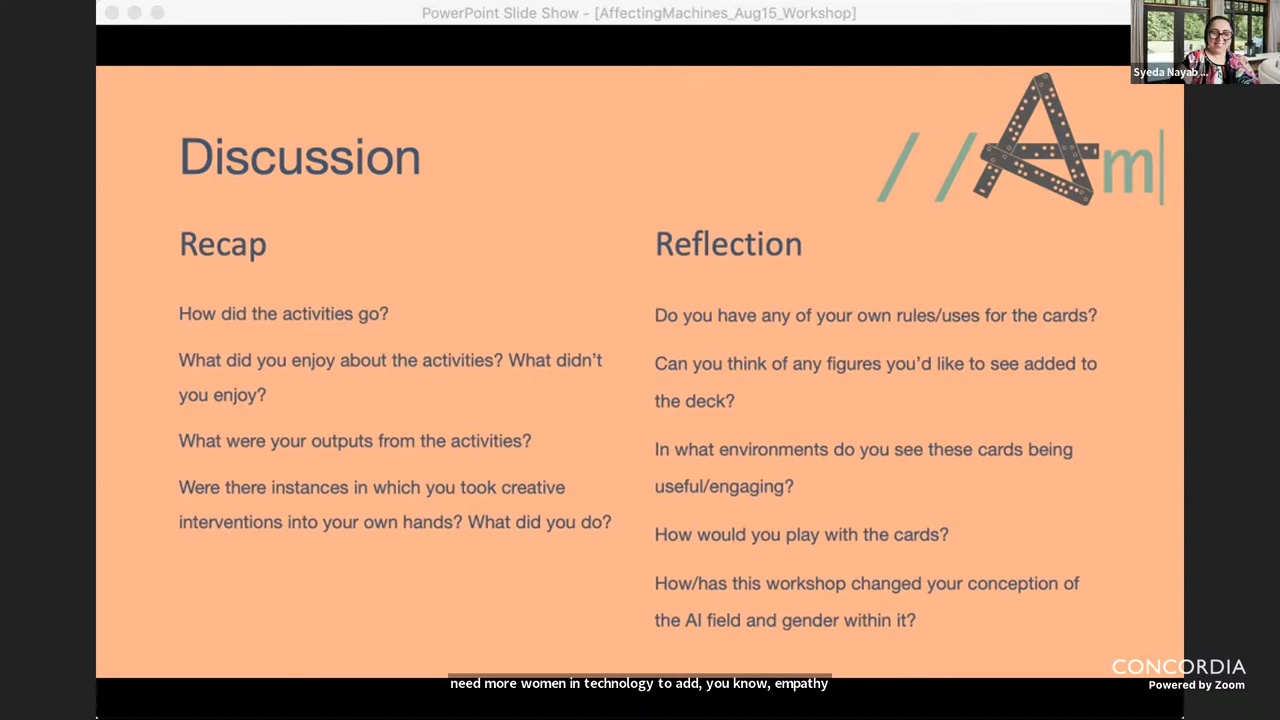 PowerPoint Slide Show - [AffectingMachines_Aug15_Workshop]
Syeda Nayab ...
//Am|
Discussion
Recap
How did the activities go?
What did you enjoy about the activities? What didn't
you enjoy?
What were your outputs from the activities?
Were there instances in which you took creative
interventions into your own hands? What did you do?
Reflection
Do you have any of your own rules/uses for the cards?
Can you think of any figures you'd like to see added to
the deck?
In what environments do you see these cards being
useful/engaging?
How would you play with the cards?
How/has this workshop changed your conception of
the AI field and gender within it?
CONCORDIA
Powered by Zoom
need more women in technology to add, you know, empathy